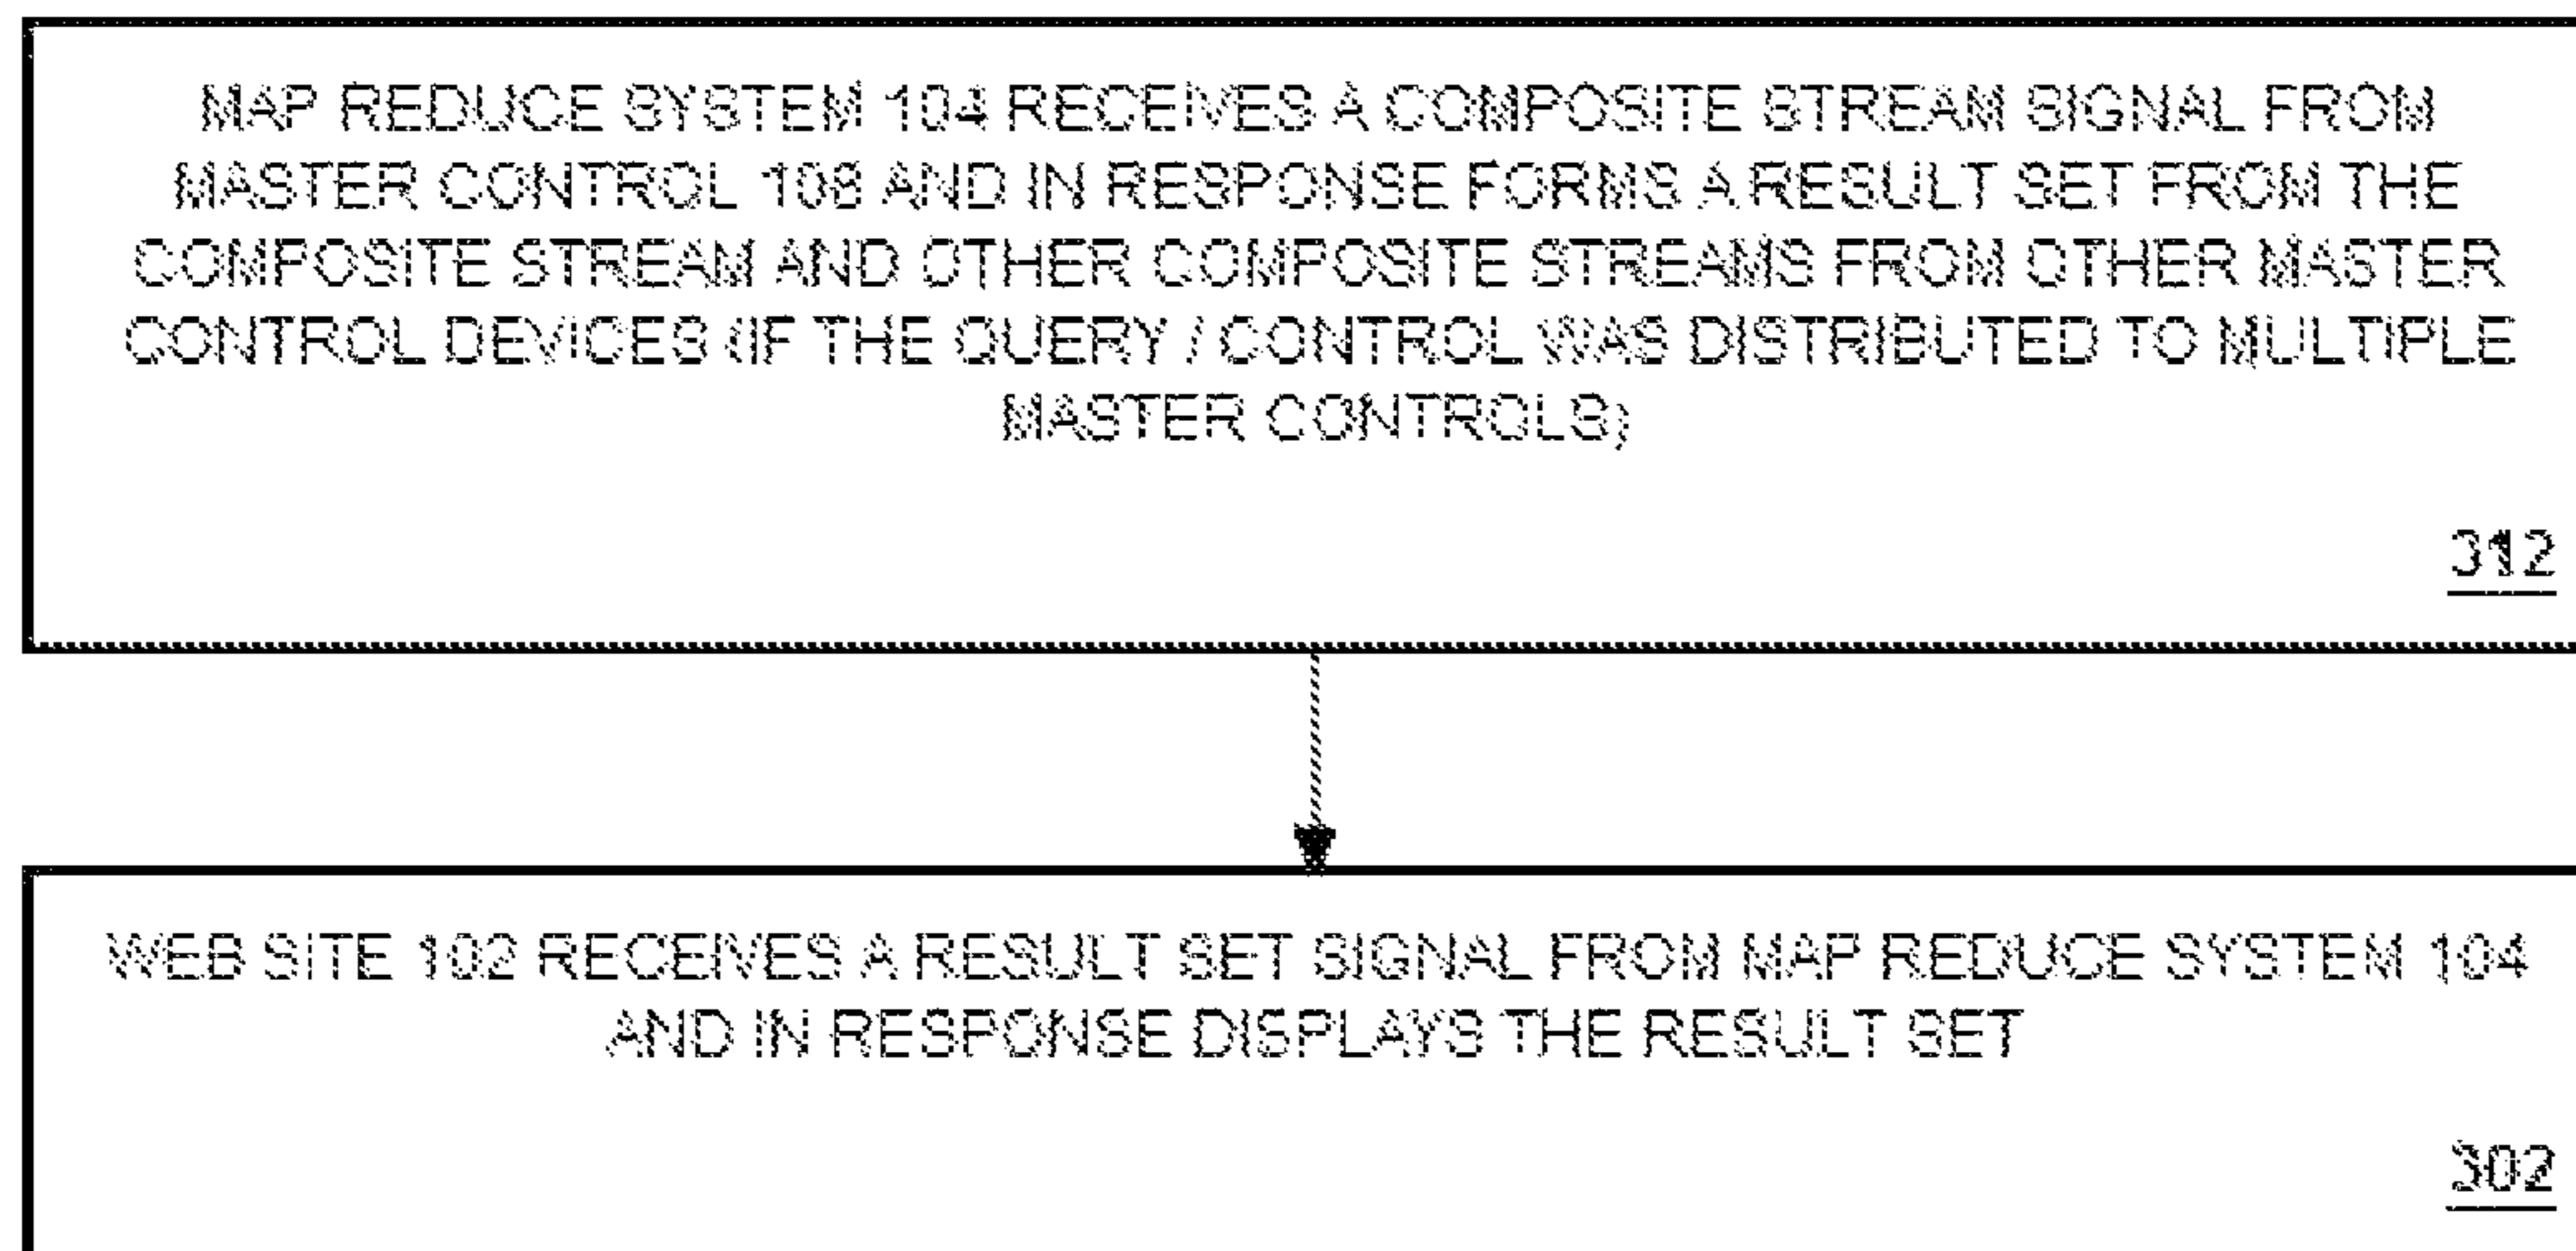 MAP REDUCE SYSTEM 104 RECEIVES A COMPOSITE STREAM SIGNAL FROM
MASTER CONTROL 108 AND IN RESPONSE FORMS A RESULT SET FROM THE
COMPOSITE STREAM AND OTHER COMPOSITE STREAMS FROM OTHER MASTER
CONTROL DEVICES (IF THE QUERY / CONTROL WAS DISTRIBUTED TO MULTIPLE
MASTER CONTROLS)
312
WEB SITE 102 RECEIVES A RESULT SET SIGNAL FROM MAP REDUCE SYSTEM 104
AND IN RESPONSE DISPLAYS THE RESULT SET
302